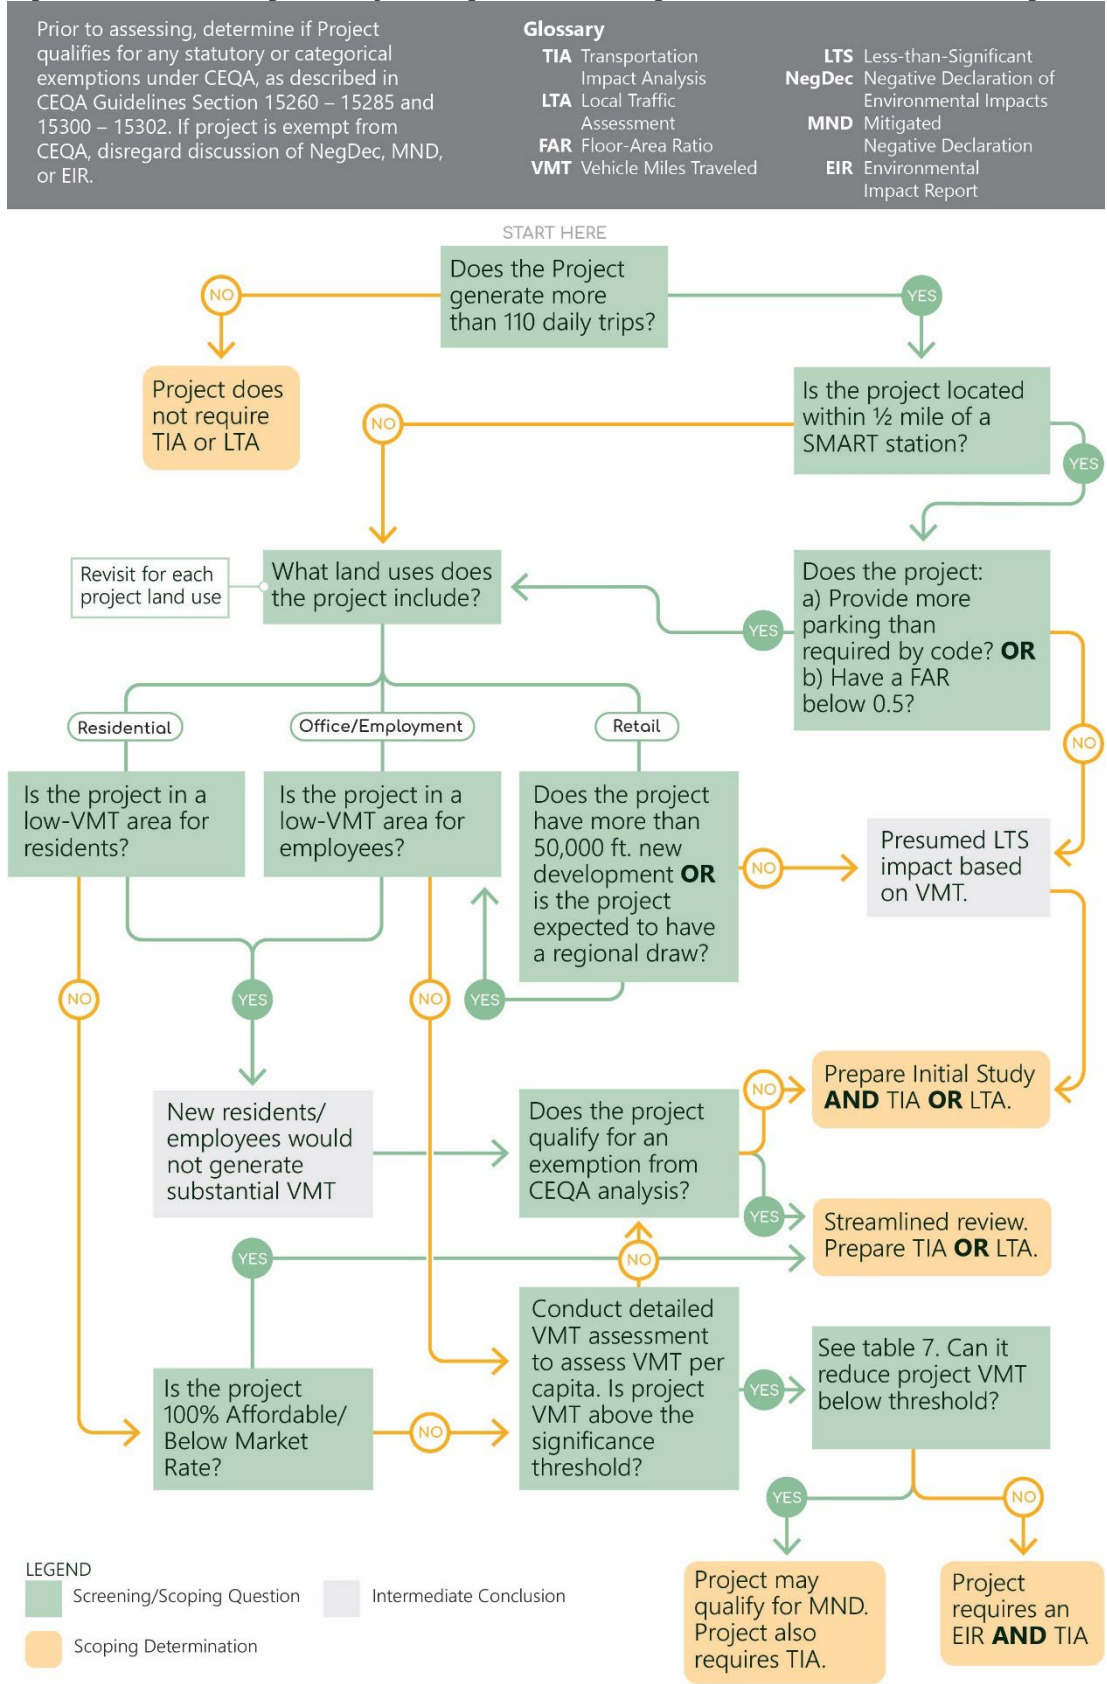 Prior to assessing, determine if Project
qualifies for any statutory or categorical
exemptions under CEQA, as described in
CEQA Guidelines Section 15260 – 15285 and
15300 – 15302. If project is exempt from
CEQA, disregard discussion of NegDec, MND,
or EIR.
Glossary
TIA Transportation
Impact Analysis
LTA Local Traffic
Assessment
FAR Floor-Area Ratio
VMT Vehicle Miles Traveled
LTS Less-than-Significant
NegDec Negative Declaration of
Environmental Impacts
MND Mitigated
Negative Declaration
EIR Environmental
Impact Report
START HERE
Does the Project
generate more
than 110 daily trips?
NO
YES
Project does
not require
TIA or LTA
Is the project located
within ½ mile of a
SMART station?
NO
YES
Revisit for each
project land use
What land uses does
the project include?
Does the project:
a) Provide more
parking than
required by code? OR
b) Have a FAR
below 0.5?
YES
NO
Residential
Office/Employment
Retail
Is the project in a
low-VMT area for
residents?
Is the project in a
low-VMT area for
employees?
Does the project
have more than
50,000 ft. new
development OR
is the project
expected to have
a regional draw?
NO
Presumed LTS
impact based
on VMT.
NO
YES
NO
YES
New residents/
employees would
not generate
substantial VMT
Does the project
qualify for an
exemption from
CEQA analysis?
NO
Prepare Initial Study
AND TIA OR LTA.
YES
Streamlined review.
Prepare TIA OR LTA.
YES
NO
Is the project
100% Affordable/
Below Market
Rate?
NO
Conduct detailed
VMT assessment
to assess VMT per
capita. Is project
VMT above the
significance
threshold?
YES
See table 7. Can it
reduce project VMT
below threshold?
YES
NO
Project may
qualify for MND.
Project also
requires TIA.
Project
requires an
EIR AND TIA
LEGEND
Screening/Scoping Question
Intermediate Conclusion
Scoping Determination